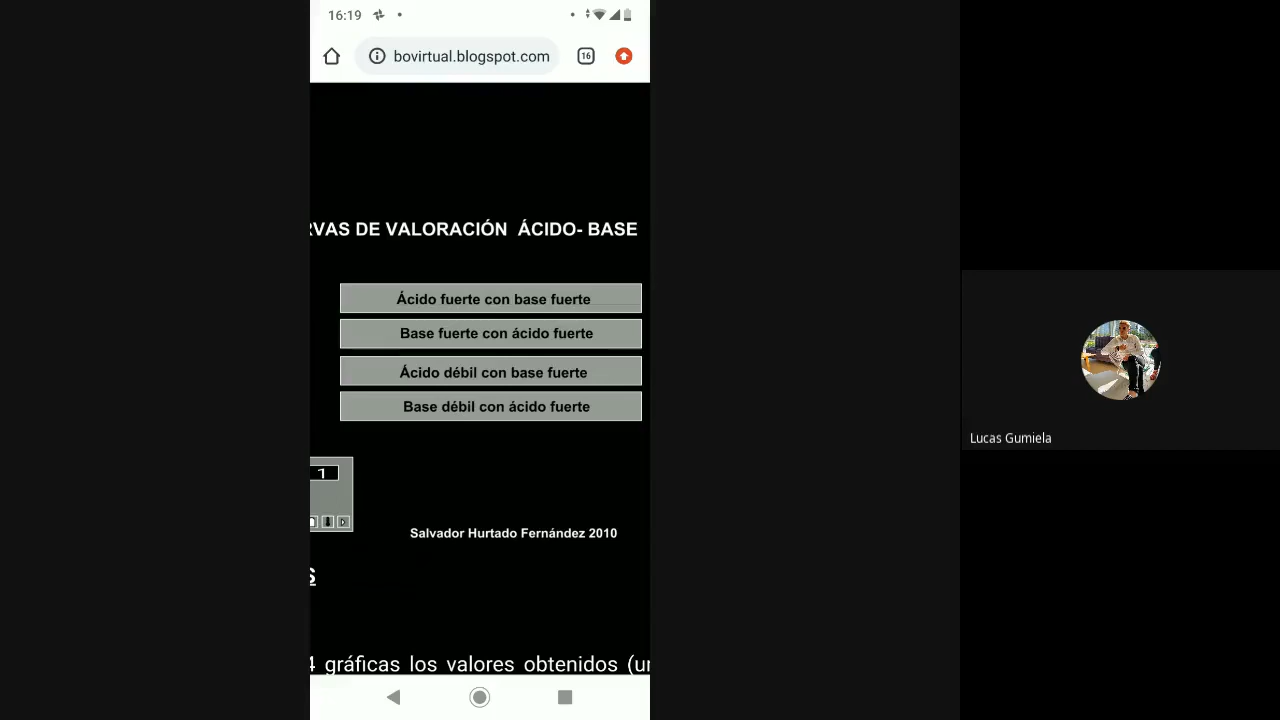 16:19
bovirtual.blogspot.com
16
RVAS DE VALORACIÓN ÁCIDO- BASE
Ácido fuerte con base fuerte
Base fuerte con ácido fuerte
Ácido débil con base fuerte
Base débil con ácido fuerte
1
Salvador Hurtado Fernández 2010
S
4 gráficas los valores obtenidos (un
Lucas Gumiela